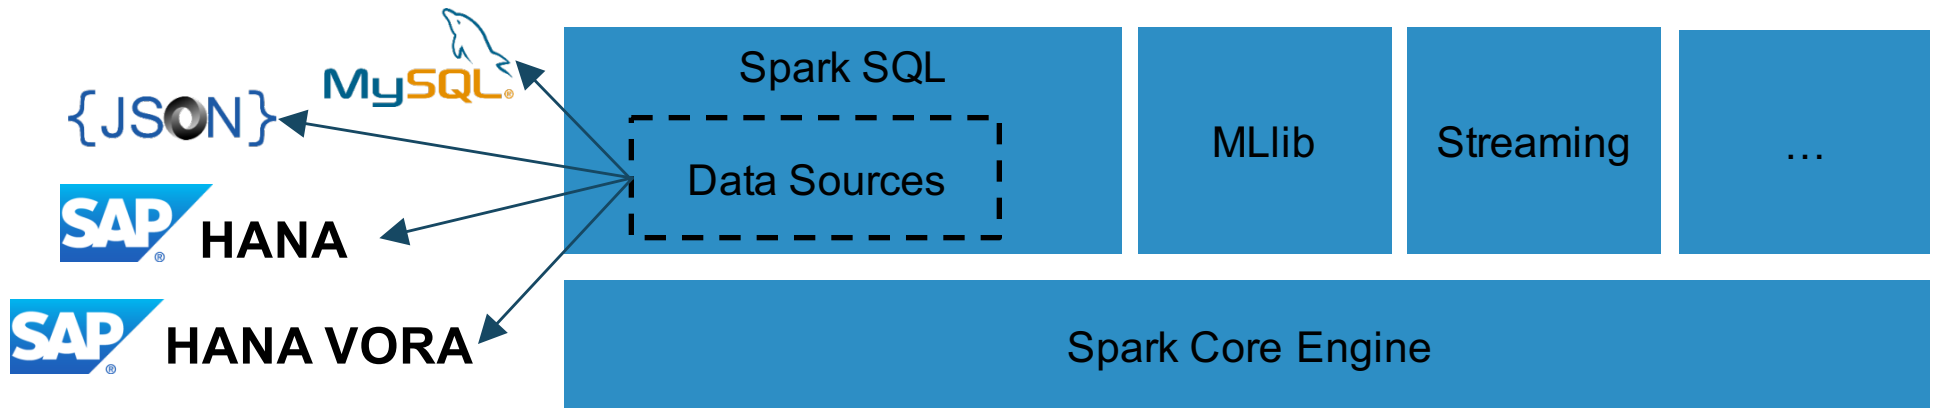 MySQL®
{JSON}
SAP® HANA
SAP® HANA VORA
Spark SQL
Data Sources
MLlib
Streaming
...
Spark Core Engine